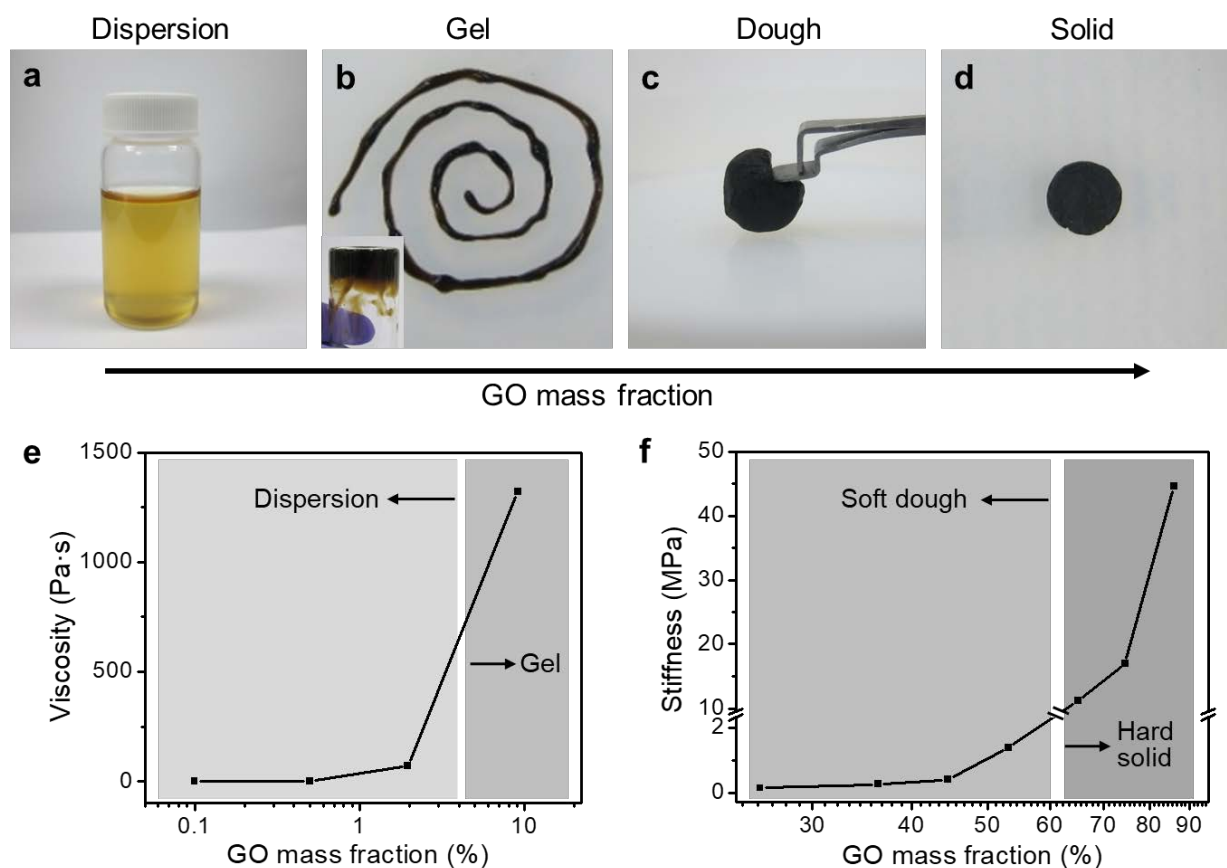 Dispersion
Gel
Dough
Solid
a
b
c
d
GO mass fraction
e
1500
1000
500
0
Viscosity (Pa·s)
Dispersion
Gel
0.1
1
10
GO mass fraction (%)
f
50
40
30
20
10
2
0
Stiffness (MPa)
Soft dough
Hard
solid
30
40
50
60
70
80
90
GO mass fraction (%)